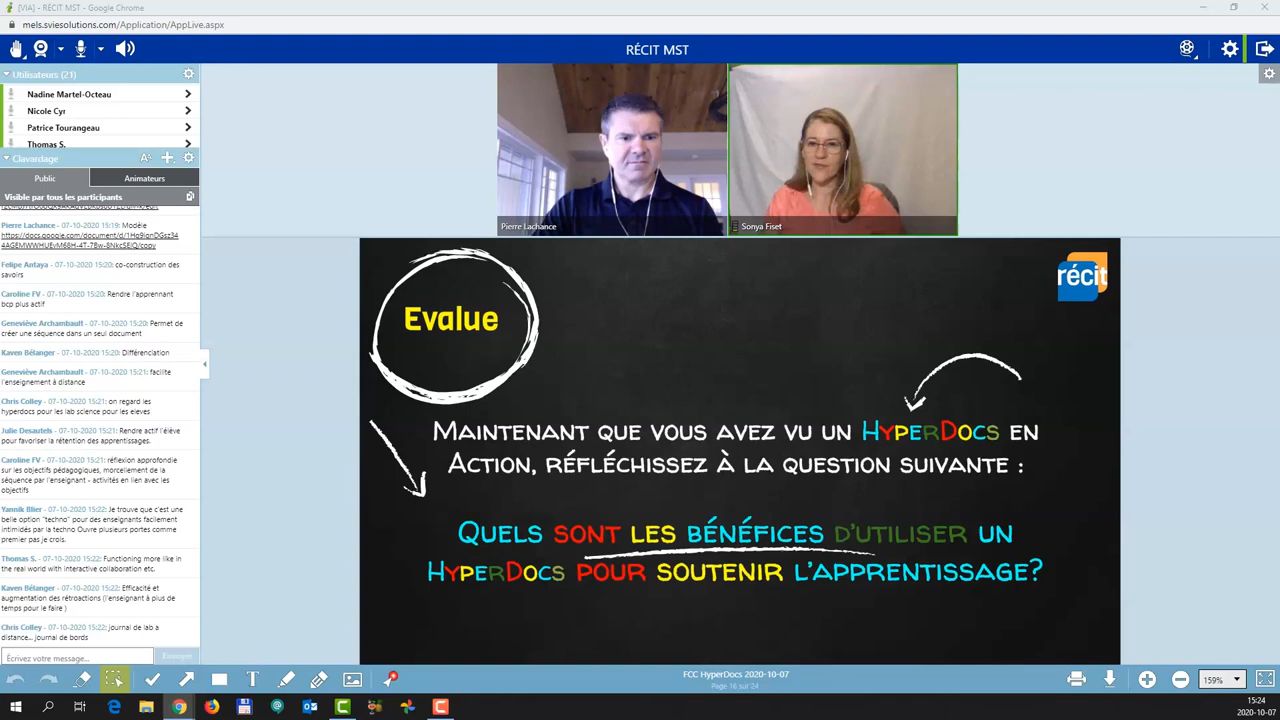 [VIA] - RÉCIT MST - Google Chrome
mels.sviesolutions.com/Application/AppLive.aspx
RÉCIT MST
Utilisateurs (21)
Nadine Martel-Octeau
Nicole Cyr
Patrice Tourangeau
Thomas S.
Clavardage
Public
Animateurs
Visible par tous les participants
Pierre Lachance - 07-10-2020 15:19: Modèle
Felipe Antaya - 07-10-2020 15:20: co-construction des
savoirs
Caroline FV - 07-10-2020 15:20: Rendre l'apprennant
bcp plus actif
Geneviève Archambault - 07-10-2020 15:20: Permet de
créer une séquence dans un seul document
Kaven Bélanger - 07-10-2020 15:20: Différenciation
Geneviève Archambault - 07-10-2020 15:21: facilite
l'enseignement à distance
Chris Colley - 07-10-2020 15:21: on regard les
hyperdocs pour les lab science pour les eleves
Julie Desautels - 07-10-2020 15:21: Rendre actif l'élève
pour favoriser la rétention des apprentissages.
Caroline FV - 07-10-2020 15:21: réflexion approfondie
sur les objectifs pédagogiques, morcelement de la
séquence par l'enseignant - activités en lien avec les
objectifs
Yannik Blier - 07-10-2020 15:22: Je trouve que c'est une
belle option "techno" pour des enseignants facilement
intimidés par la techno Ouvre plusieurs portes comme
premier pas je crois.
Thomas S. - 07-10-2020 15:22: Functioning more like in
the real world with interactive collaboration etc.
Kaven Bélanger - 07-10-2020 15:22: Efficacité et
augmentation des rétroactions (l'enseignant à plus de
temps pour le faire )
Chris Colley - 07-10-2020 15:22: journal de lab a
distance... journal de bords
Écrivez votre message...
Envoyer
Pierre Lachance
Sonya Fiset
récit
Evalue
Maintenant que vous avez vu un HyperDocs en
Action, réfléchissez à la question suivante :
Quels sont les bénéfices d'utiliser un
HyperDocs pour soutenir l'apprentissage?
FCC HyperDocs 2020-10-07
Page 16 sur 24
159%
15:24
2020-10-07